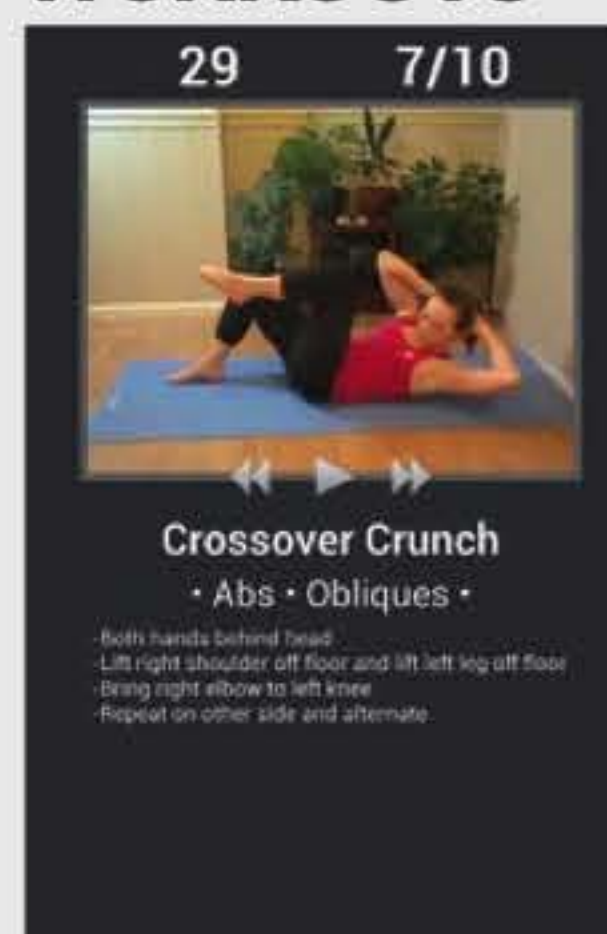 29 7/10
Crossover Crunch
• Abs • Obliques •
-Both hands behind head
-Lift right shoulder off floor and lift left leg off floor
-Bring right elbow to left knee
-Repeat on other side and alternate